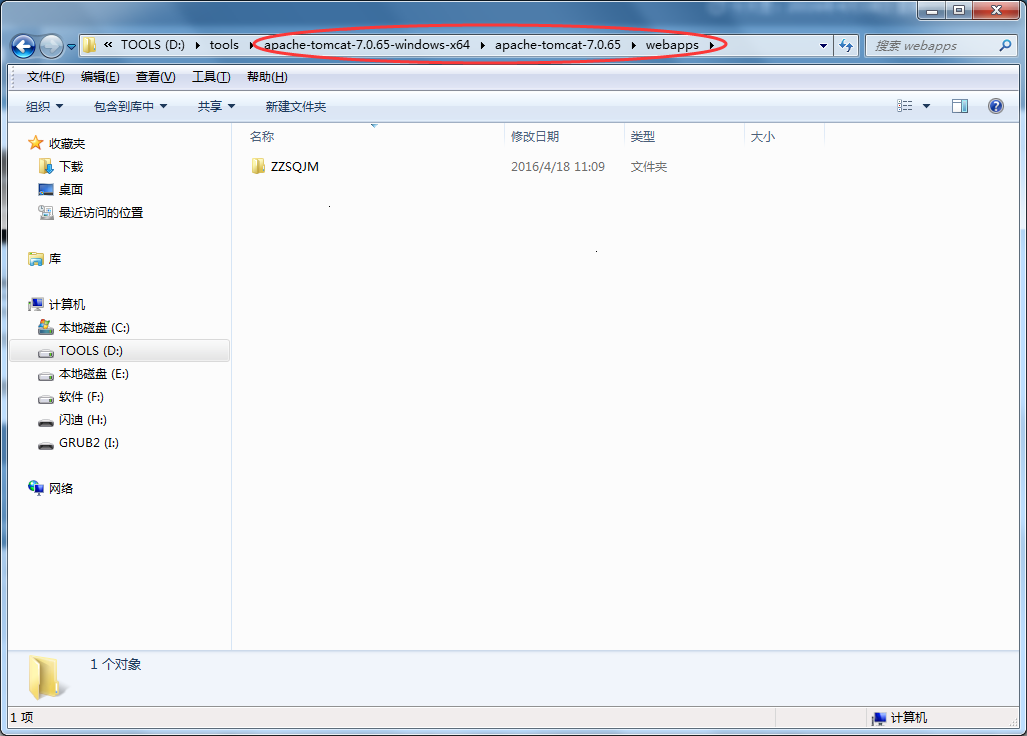 « TOOLS (D:) ▸ tools ▸ apache-tomcat-7.0.65-windows-x64 ▸ apache-tomcat-7.0.65 ▸ webapps ▸ 搜索 webapps
文件(F) 编辑(E) 查看(V) 工具(T) 帮助(H)
组织 包含到库中 共享 新建文件夹
名称 修改日期 类型 大小
ZZSQJM 2016/4/18 11:09 文件夹
收藏夹
下载
桌面
最近访问的位置
库
计算机
本地磁盘 (C:)
TOOLS (D:)
本地磁盘 (E:)
软件 (F:)
闪迪 (H:)
GRUB2 (I:)
网络
1 个对象
1 项 计算机